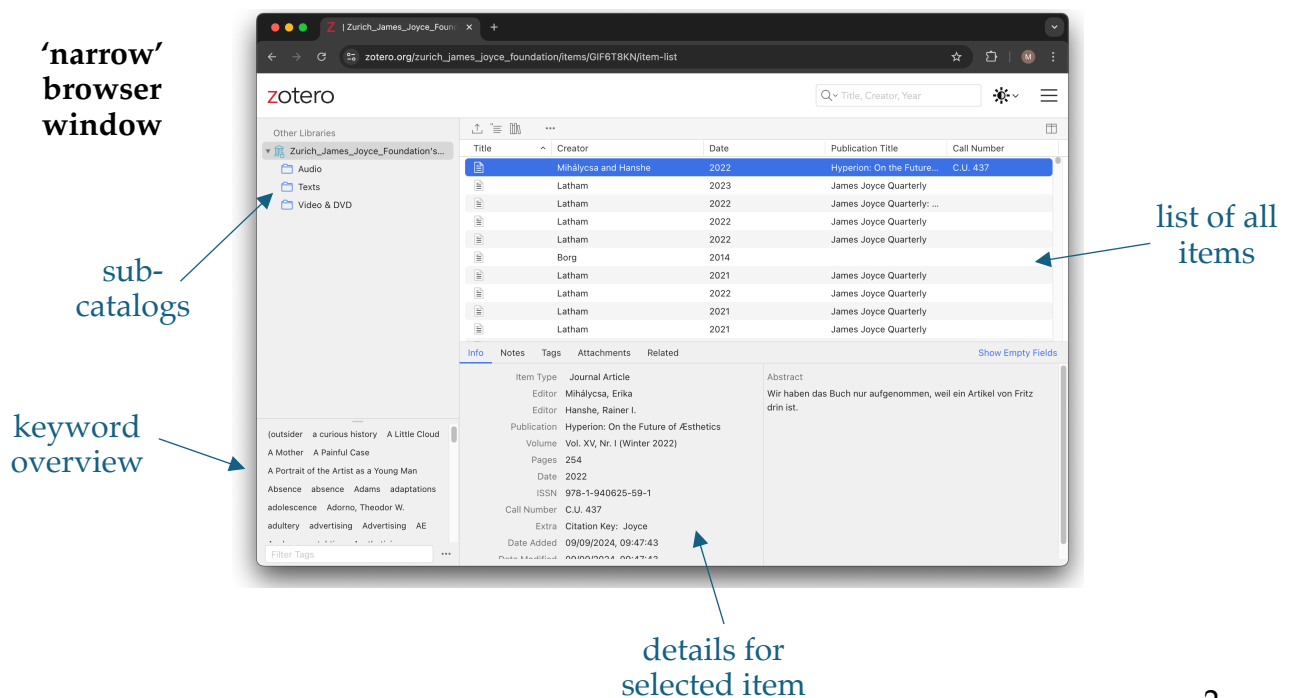 ‘narrow’
browser
window
sub-
catalogs
keyword
overview
list of all
items
details for
selected item
Z | Zurich_James_Joyce_Found
zotero.org/zurich_james_joyce_foundation/items/GIF6T8KN/item-list
M
zotero
Title, Creator, Year
Other Libraries
Zurich_James_Joyce_Foundation's...
Audio
Texts
Video & DVD
Title Creator Date Publication Title Call Number
Mihálycsa and Hanshe 2022 Hyperion: On the Future... C.U. 437
Latham 2023 James Joyce Quarterly
Latham 2022 James Joyce Quarterly: ...
Latham 2022 James Joyce Quarterly
Latham 2022 James Joyce Quarterly
Borg 2014
Latham 2021 James Joyce Quarterly
Latham 2022 James Joyce Quarterly
Latham 2021 James Joyce Quarterly
Latham 2021 James Joyce Quarterly
Info Notes Tags Attachments Related Show Empty Fields
Item Type Journal Article
Editor Mihálycsa, Erika
Editor Hanshe, Rainer I.
Publication Hyperion: On the Future of Æsthetics
Volume Vol. XV, Nr. I (Winter 2022)
Pages 254
Date 2022
ISSN 978-1-940625-59-1
Call Number C.U. 437
Extra Citation Key: Joyce
Date Added 09/09/2024, 09:47:43
Date Modified 09/09/2024, 09:47:43
Abstract
Wir haben das Buch nur aufgenommen, weil ein Artikel von Fritz
drin ist.
(outsider a curious history A Little Cloud
A Mother A Painful Case
A Portrait of the Artist as a Young Man
Absence absence Adams adaptations
adolescence Adorno, Theodor W.
adultery advertising Advertising AE
Filter Tags
2